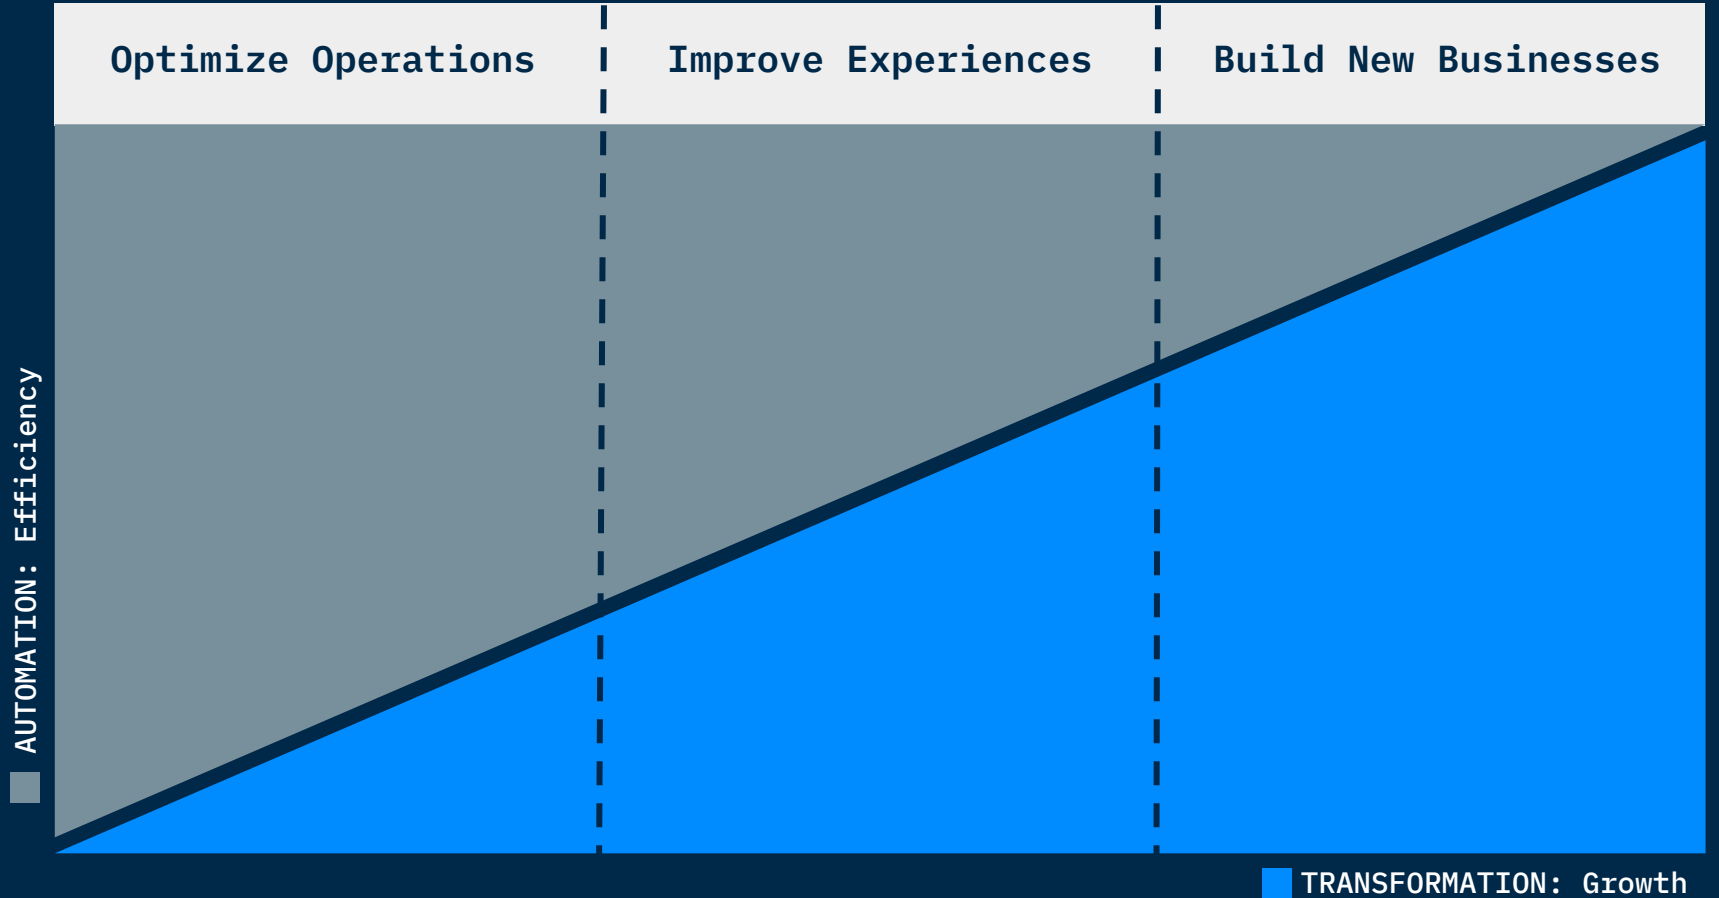 Optimize Operations
Improve Experiences
Build New Businesses
AUTOMATION: Efficiency
TRANSFORMATION: Growth